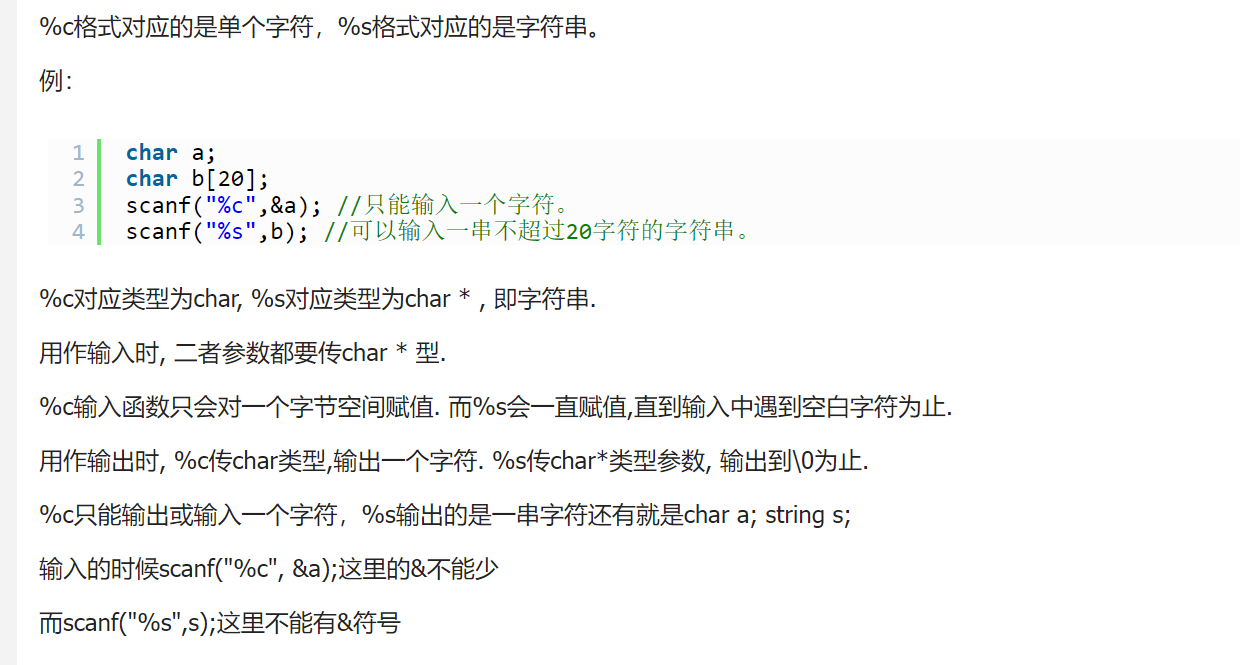 %c格式对应的是单个字符，%s格式对应的是字符串。
例：
1 char a;
2 char b[20];
3 scanf("%c",&a); //只能输入一个字符。
4 scanf("%s",b); //可以输入一串不超过20字符的字符串。
%c对应类型为char, %s对应类型为char * , 即字符串.
用作输入时, 二者参数都要传char * 型.
%c输入函数只会对一个字节空间赋值. 而%s会一直赋值,直到输入中遇到空白字符为止.
用作输出时, %c传char类型,输出一个字符. %s传char*类型参数, 输出到\0为止.
%c只能输出或输入一个字符，%s输出的是一串字符还有就是char a; string s;
输入的时候scanf("%c", &a);这里的&不能少
而scanf("%s",s);这里不能有&符号